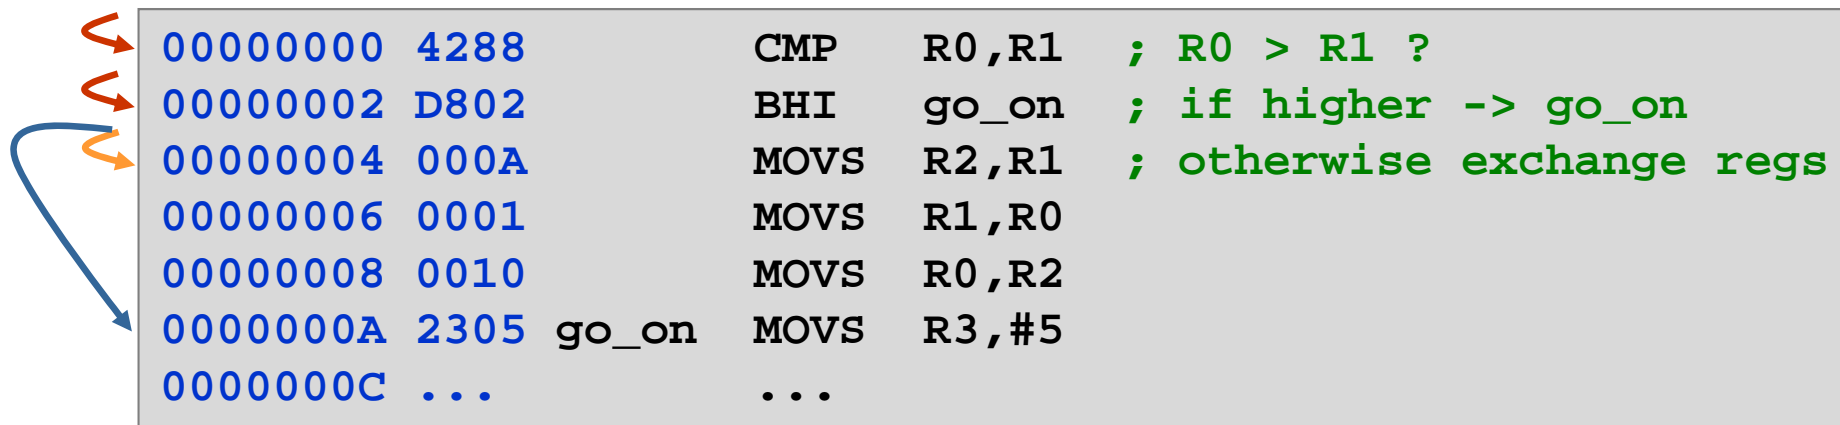 00000000 4288 CMP R0,R1 ; R0 > R1 ?
00000002 D802 BHI go_on ; if higher -> go_on
00000004 000A MOVS R2,R1 ; otherwise exchange regs
00000006 0001 MOVS R1,R0
00000008 0010 MOVS R0,R2
0000000A 2305 go_on MOVS R3,#5
0000000C ... ...